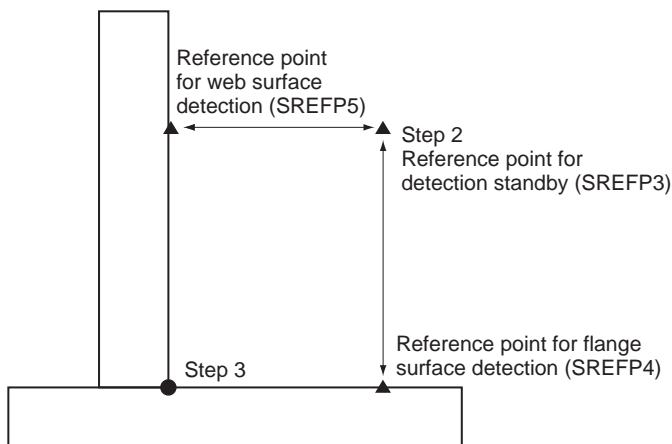 Reference point
for web surface
detection (SREFP5)
Step 2
Reference point for
detection standby (SREFP3)
Reference point for flange
surface detection (SREFP4)
Step 3